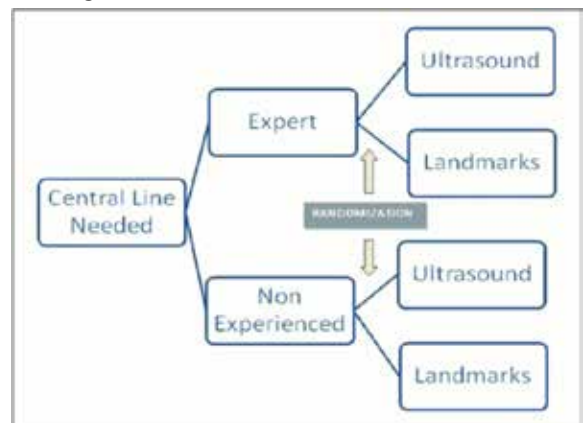 Central Line
Needed
Expert
Ultrasound
Landmarks
RANDOMIZATION
Non
Experienced
Ultrasound
Landmarks